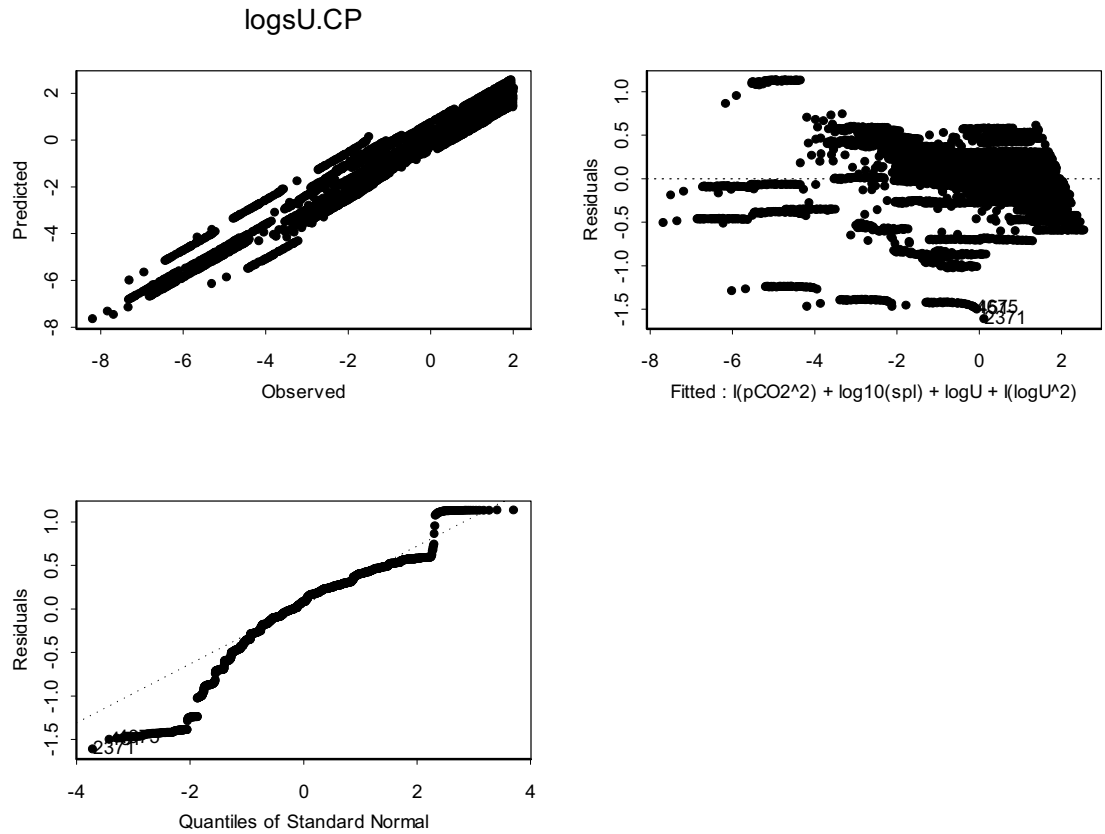 logsU.CP
2
0
-2
-4
-6
-8
Predicted
-8 -6 -4 -2 0 2
Observed
1.0
0.5
0.0
-0.5
-1.0
-1.5
Residuals
2371
-8 -6 -4 -2 0 2
Fitted : I(pCO2^2) + log10(spl) + logU + I(logU^2)
1.0
0.5
0.0
-0.5
-1.0
-1.5
Residuals
2371
-4 -2 0 2 4
Quantiles of Standard Normal